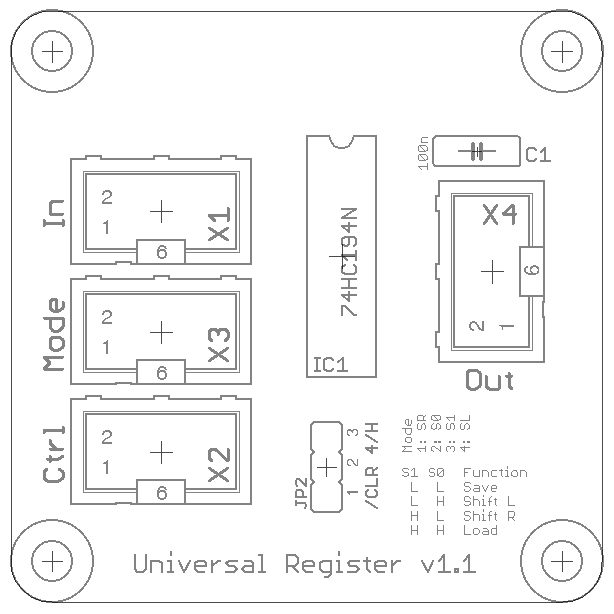 In
2
1
X1
6
Mode
2
1
X3
6
Ctrl
2
1
X2
6
74HC194N
IC1
100n
C1
X4
6
2
1
Out
JP2
1
2
3
/CLR 4/H
Mode
1: SR
2: S0
3: S1
4: SL
S1 S0 Function
L L Save
L H Shift L
H L Shift R
H H Load
Universal Register v1.1